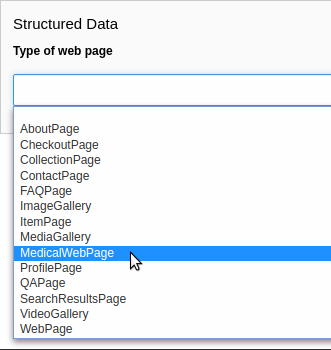 Structured Data
Type of web page
AboutPage
CheckoutPage
CollectionPage
ContactPage
FAQPage
ImageGallery
ItemPage
MediaGallery
MedicalWebPage
ProfilePage
QAPage
SearchResultsPage
VideoGallery
WebPage